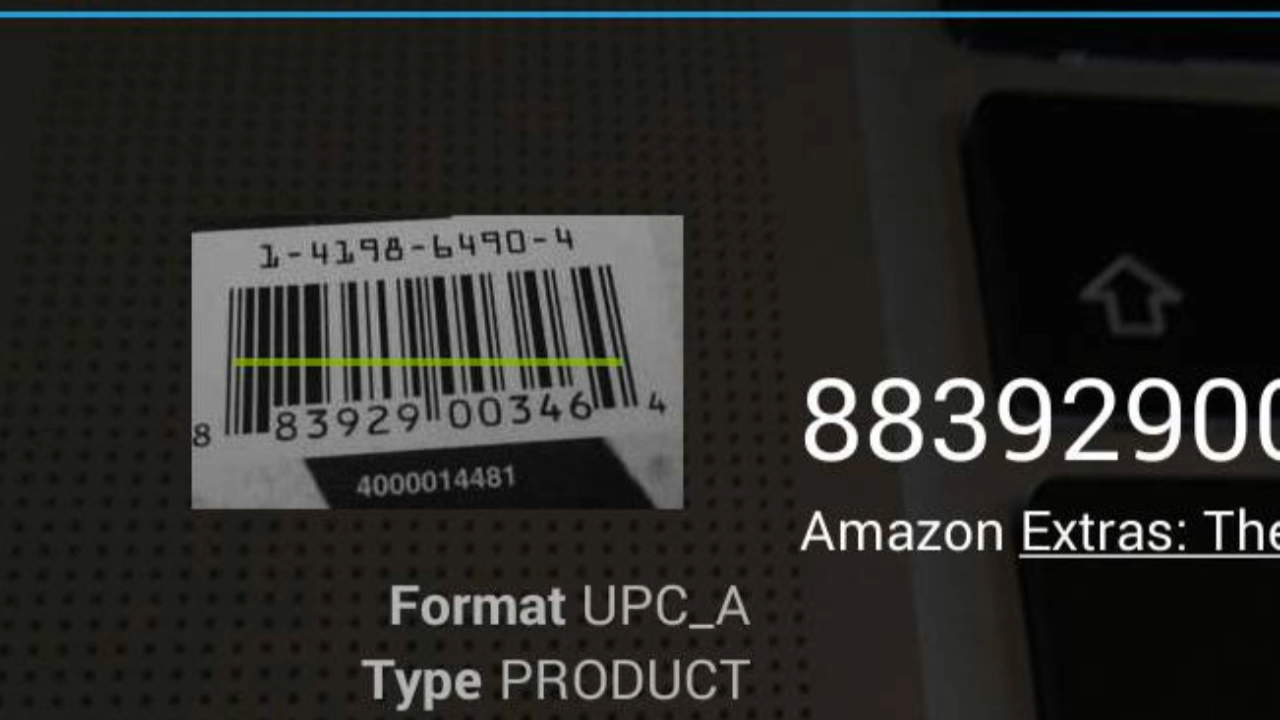 1-4198-6490-4
8 83929 00346 4
4000014481
88392900
Amazon Extras: The
Format UPC_A
Type PRODUCT